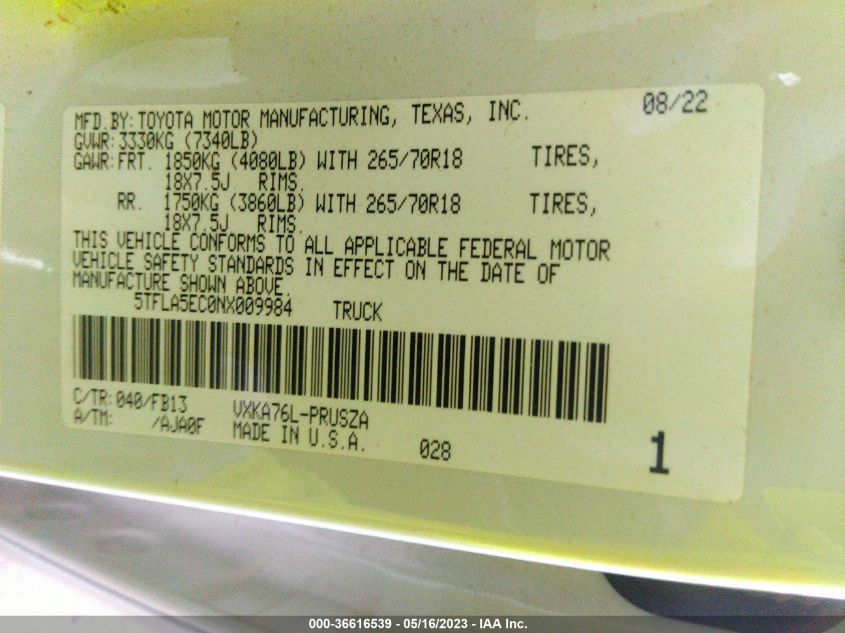 MFD.BY: TOYOTA MOTOR MANUFACTURING, TEXAS, INC. 08/22
GVWR: 3330KG (7340LB)
GAWR: FRT. 1850KG (4080LB) WITH 265/70R18 TIRES,
18X7.5J RIMS.
RR. 1750KG (3860LB) WITH 265/70R18 TIRES,
18X7.5J RIMS.
THIS VEHICLE CONFORMS TO ALL APPLICABLE FEDERAL MOTOR
VEHICLE SAFETY STANDARDS IN EFFECT ON THE DATE OF
MANUFACTURE SHOWN ABOVE.
5TFLA5EC0NX009984 TRUCK
C/TR: 040/FB13 VXKA76L-PRUSZA
A/TM: /AJA0F MADE IN U.S.A. 028 1
000-36616539 - 05/16/2023 - IAA Inc.